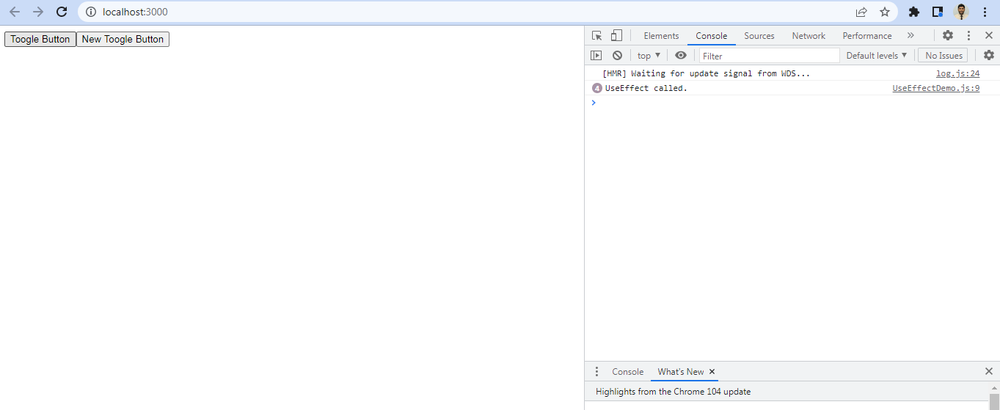 localhost:3000
Toogle Button New Toogle Button
Elements Console Sources Network Performance »
top ▼ Filter Default levels ▼ No Issues
[HMR] Waiting for update signal from WDS... log.js:24
4 UseEffect called. UseEffectDemo.js:9
>
Console What's New ×
Highlights from the Chrome 104 update